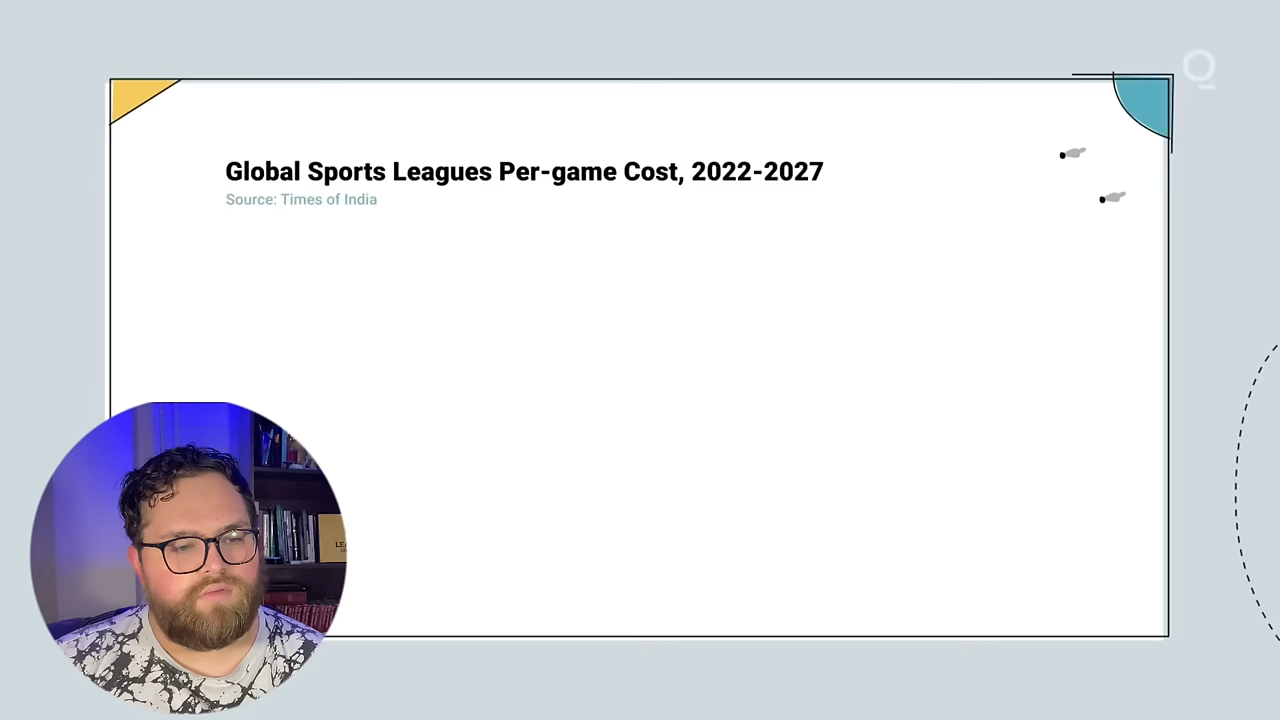 Global Sports Leagues Per-game Cost, 2022-2027
Source: Times of India